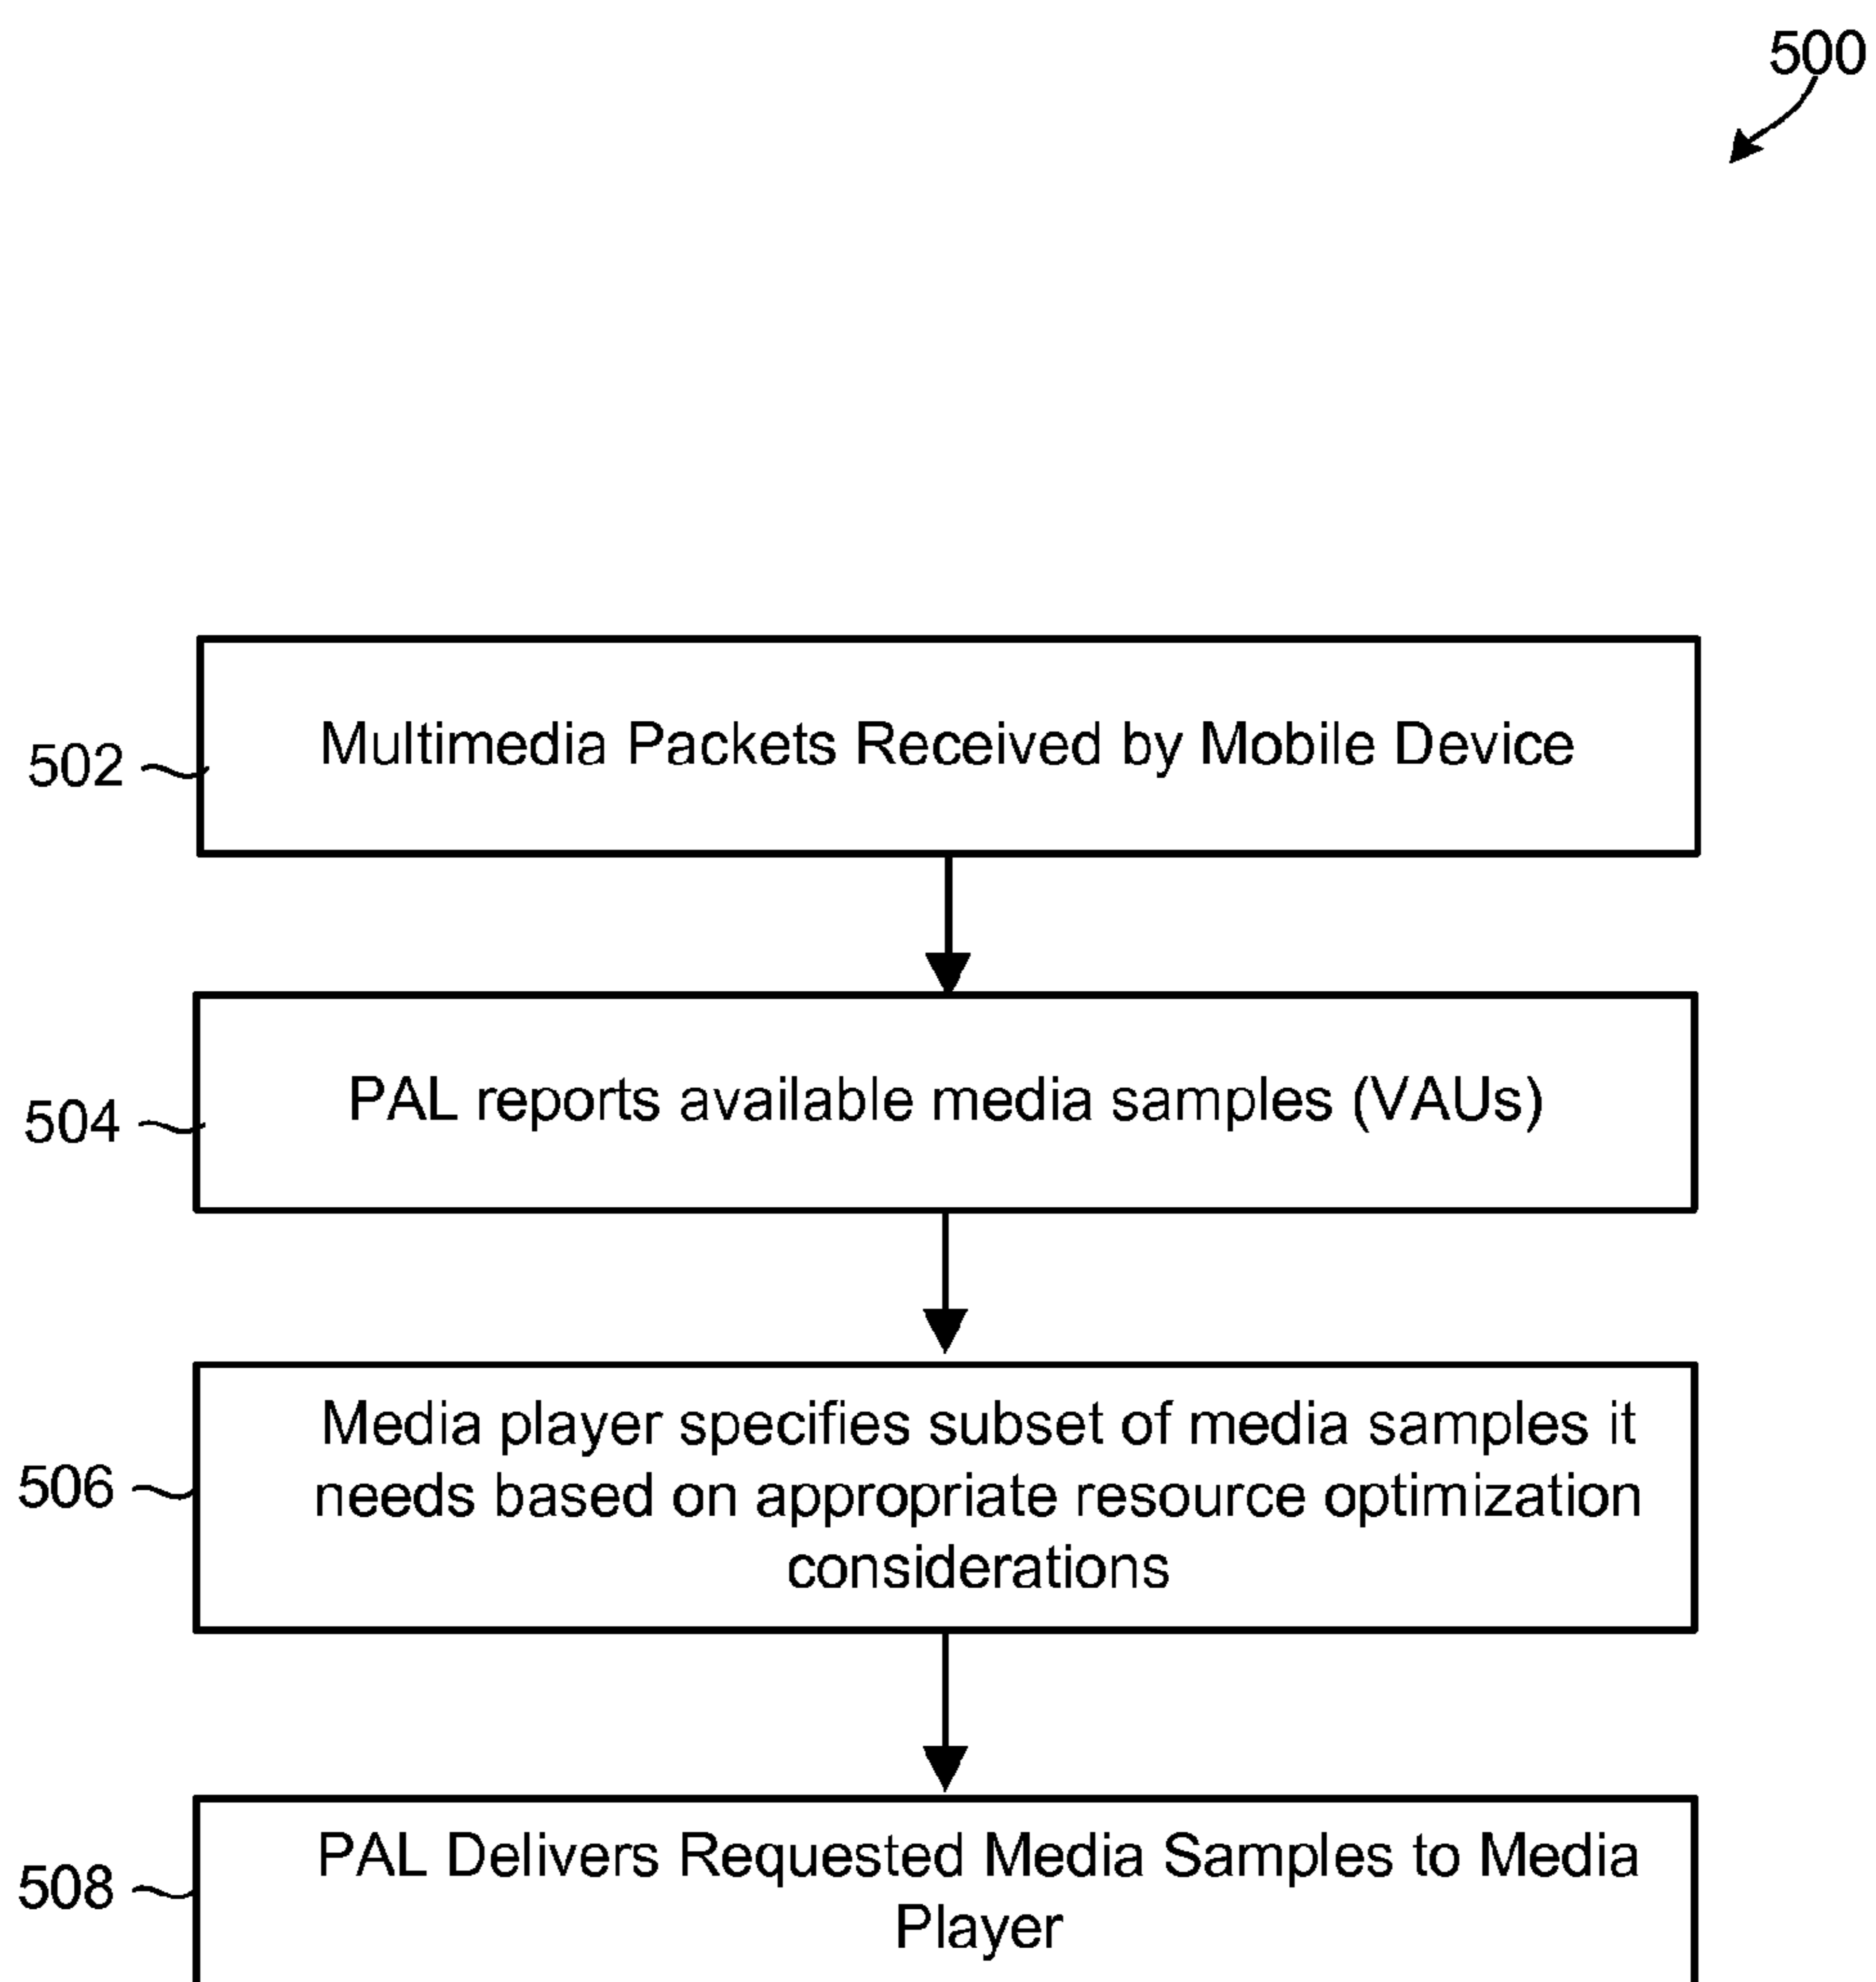 500
502
Multimedia Packets Received by Mobile Device
504
PAL reports available media samples (VAUs)
506
Media player specifies subset of media samples it
needs based on appropriate resource optimization
considerations
508
PAL Delivers Requested Media Samples to Media
Player